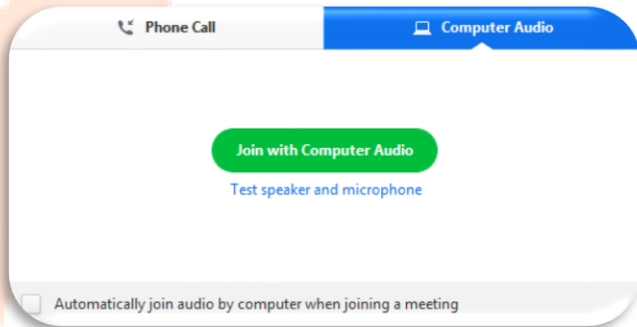 Phone Call
Computer Audio
Join with Computer Audio
Test speaker and microphone
Automatically join audio by computer when joining a meeting